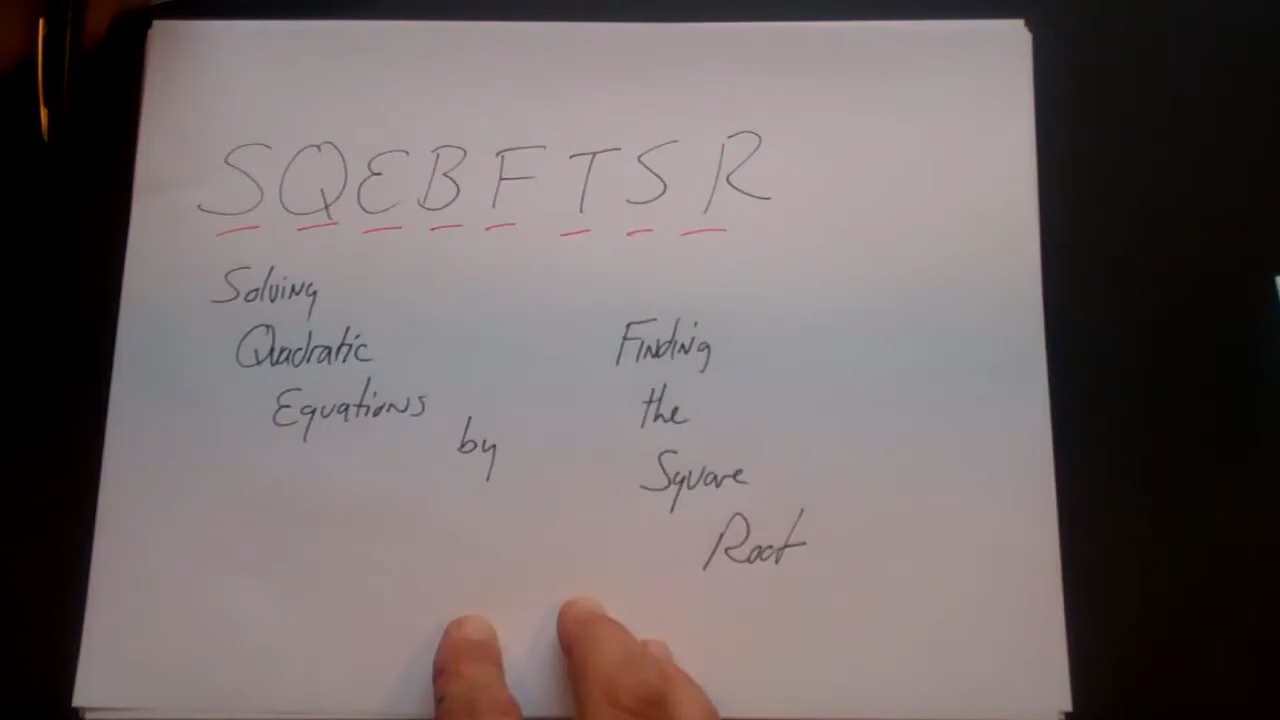 SQEBFTSR
Solving
Quadratic
Equations
by
Finding
the
Square
Root